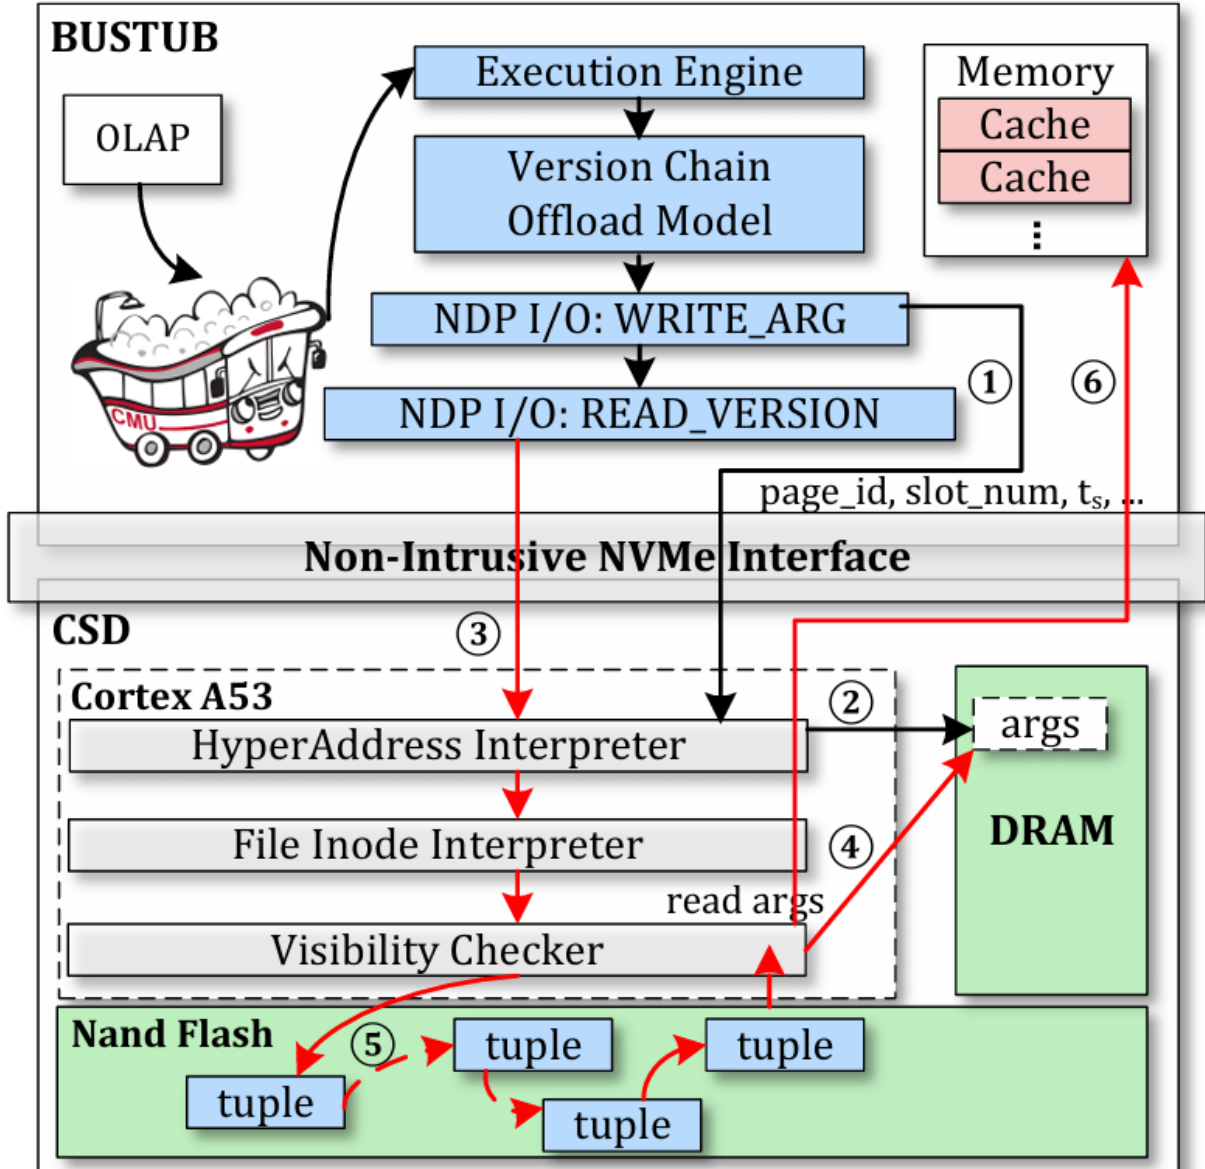 BUSTUB
OLAP
Execution Engine
Version Chain
Offload Model
NDP I/O: WRITE_ARG
NDP I/O: READ_VERSION
Memory
Cache
Cache
⋮
CMU
①
⑥
page_id, slot_num, tₛ, ...
Non-Intrusive NVMe Interface
CSD
③
Cortex A53
②
HyperAddress Interpreter
args
File Inode Interpreter
④
DRAM
read args
Visibility Checker
Nand Flash
⑤
tuple
tuple
tuple
tuple